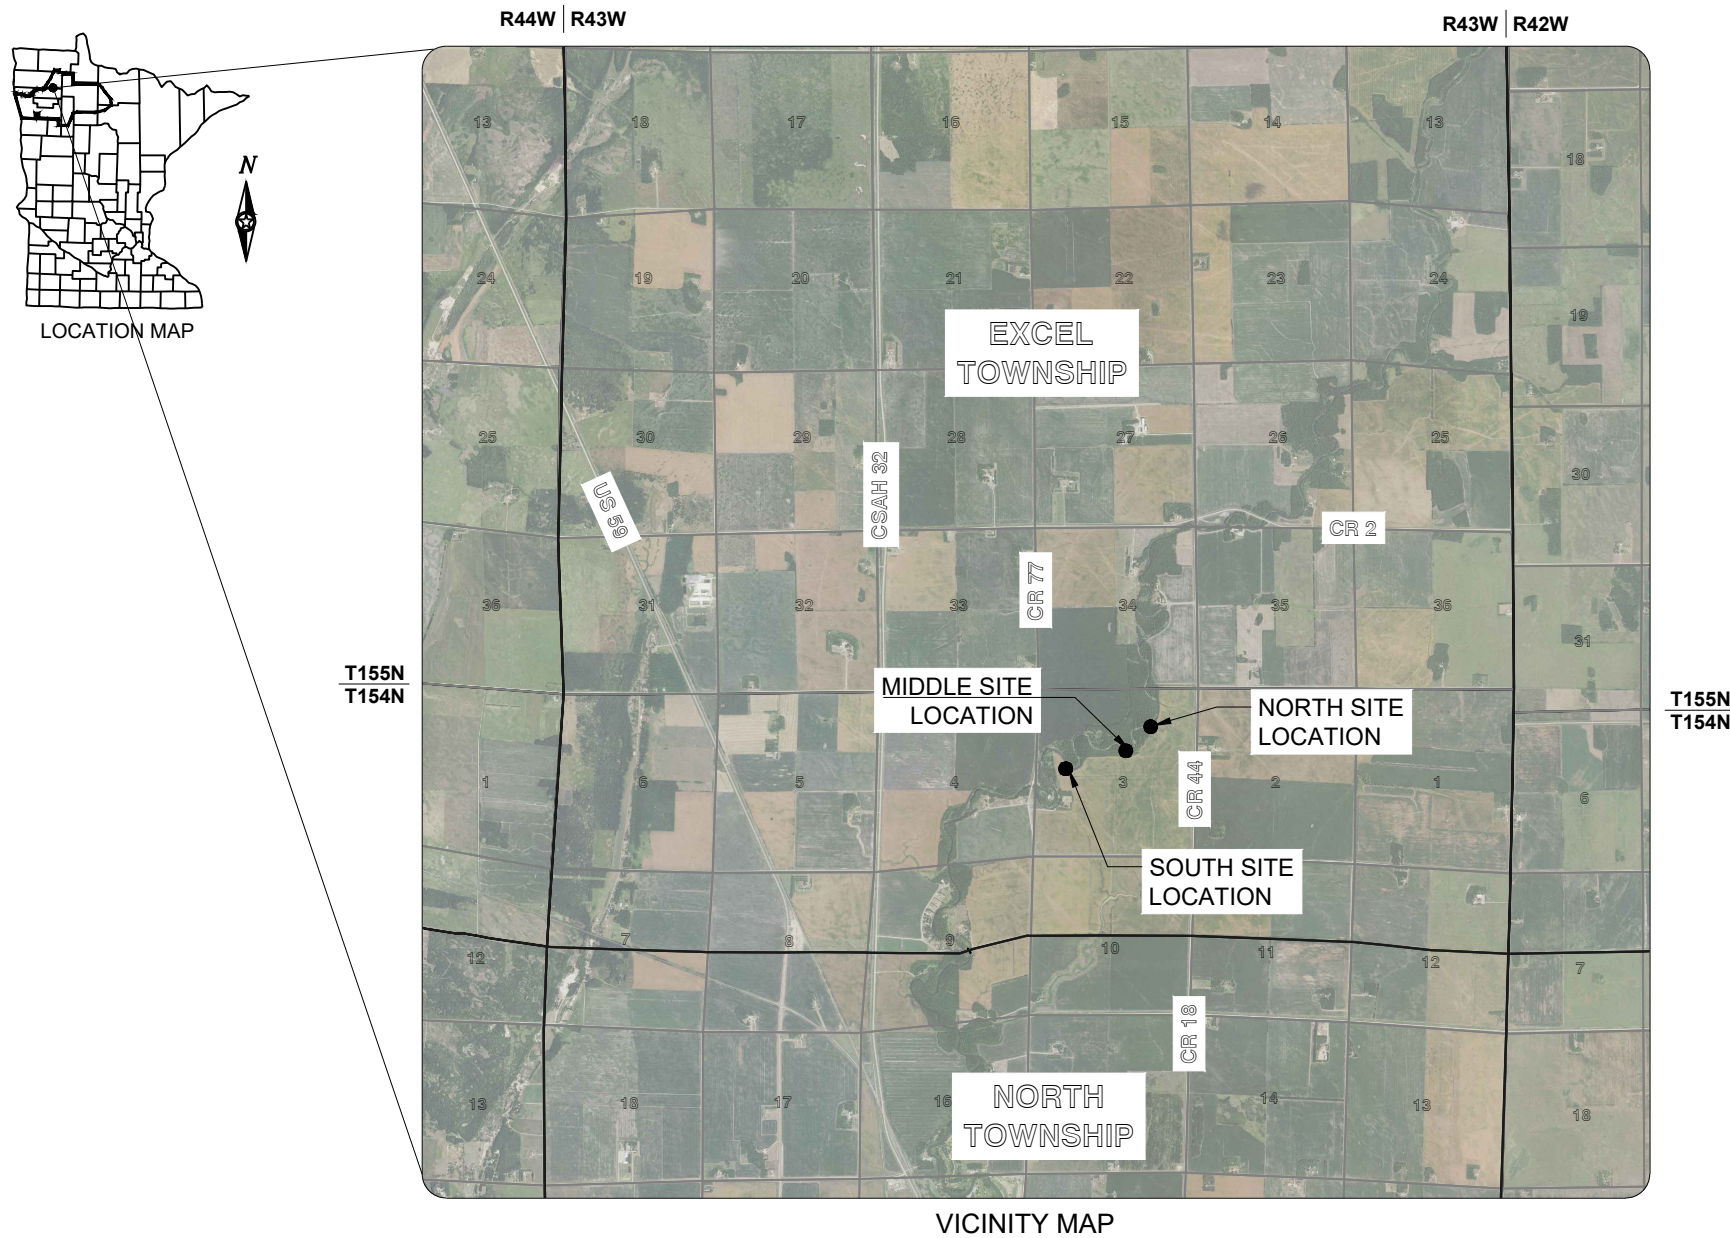 R44W R43W
R43W R42W
N
LOCATION MAP
13 18 17 16 15 14 13 18
24 19 20 21 22 23 24 19
EXCEL
TOWNSHIP
25 30 29 28 27 26 25 30
US 59
CSAH 32
CR 2
CR 77
36 31 32 33 34 35 36 31
T155N
T154N
T155N
T154N
MIDDLE SITE
LOCATION
NORTH SITE
LOCATION
1 6 5 4 3 2 1 6
CR 44
SOUTH SITE
LOCATION
12 7 8 9 10 11 12 7
CR 18
13 18 17 16 14 13 18
NORTH
TOWNSHIP
VICINITY MAP